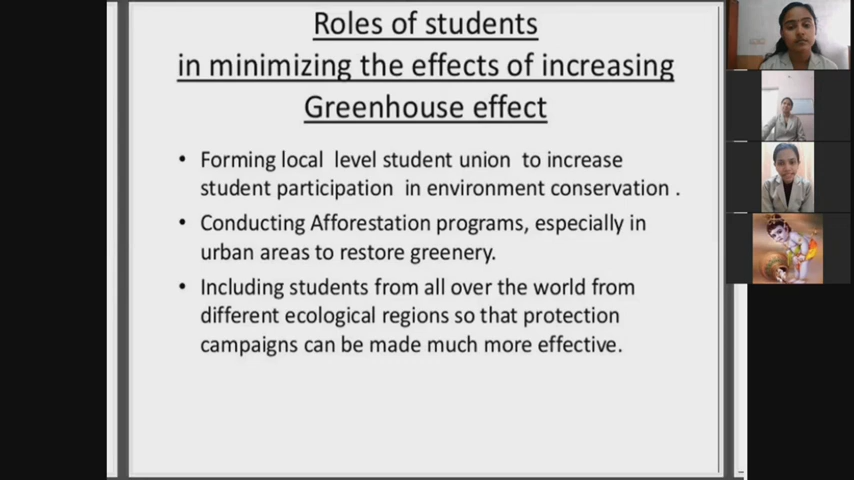 Roles of students
in minimizing the effects of increasing
Greenhouse effect
• Forming local level student union to increase
student participation in environment conservation .
• Conducting Afforestation programs, especially in
urban areas to restore greenery.
• Including students from all over the world from
different ecological regions so that protection
campaigns can be made much more effective.